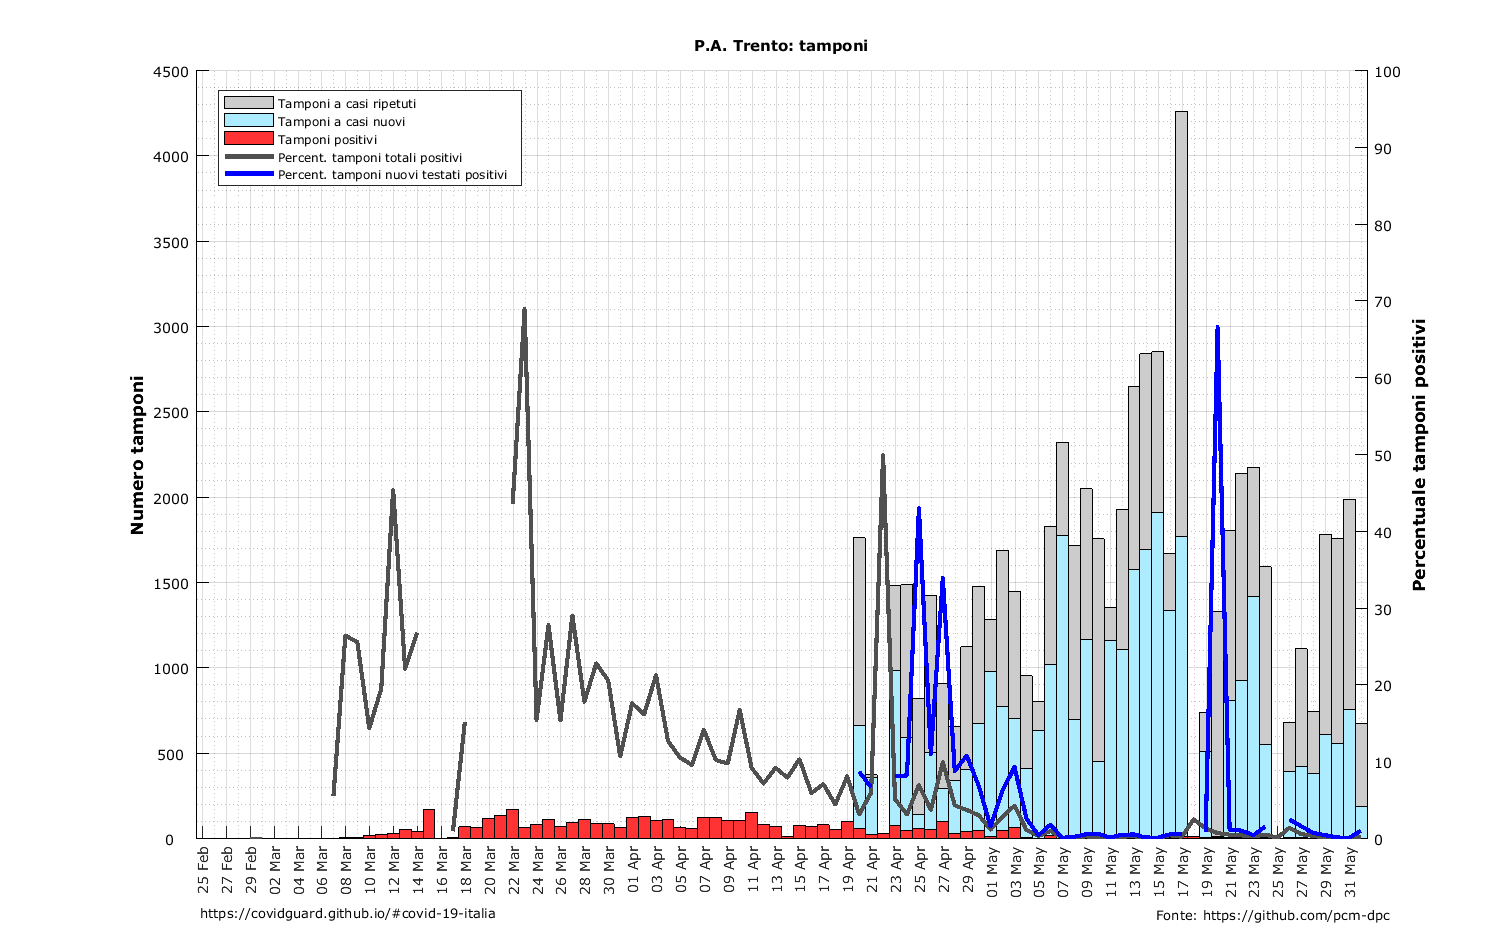 P.A. Trento: tamponi
Tamponi a casi ripetuti
Tamponi a casi nuovi
Tamponi positivi
Percent. tamponi totali positivi
Percent. tamponi nuovi testati positivi
Numero tamponi
4500
4000
3500
3000
2500
2000
1500
1000
500
0
Percentuale tamponi positivi
100
90
80
70
60
50
40
30
20
10
0
25 Feb
27 Feb
29 Feb
02 Mar
04 Mar
06 Mar
08 Mar
10 Mar
12 Mar
14 Mar
16 Mar
18 Mar
20 Mar
22 Mar
24 Mar
26 Mar
28 Mar
30 Mar
01 Apr
03 Apr
05 Apr
07 Apr
09 Apr
11 Apr
13 Apr
15 Apr
17 Apr
19 Apr
21 Apr
23 Apr
25 Apr
27 Apr
29 Apr
01 May
03 May
05 May
07 May
09 May
11 May
13 May
15 May
17 May
19 May
21 May
23 May
25 May
27 May
29 May
31 May
https://covidguard.github.io/#covid-19-italia
Fonte: https://github.com/pcm-dpc